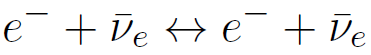 e⁻ + ν̄ₑ ↔ e⁻ + ν̄ₑ